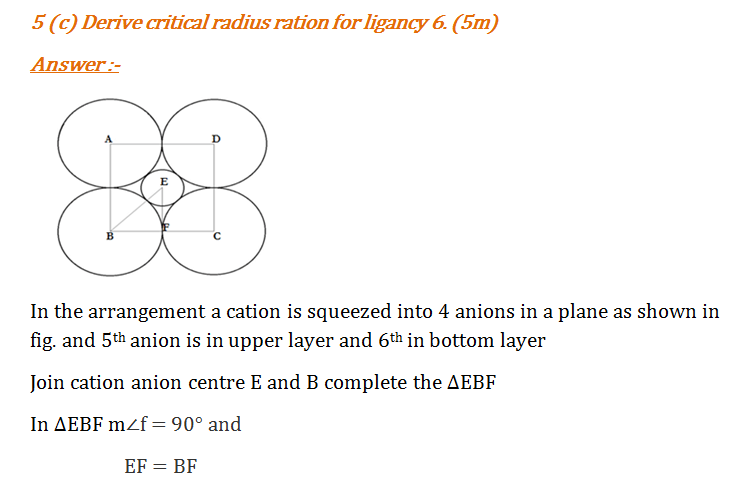 5 (c) Derive critical radius ration for ligancy 6. (5m)
Answer :-
A D
E
F
B C
In the arrangement a cation is squeezed into 4 anions in a plane as shown in
fig. and 5th anion is in upper layer and 6th in bottom layer
Join cation anion centre E and B complete the ΔEBF
In ΔEBF m∠f = 90° and
EF = BF